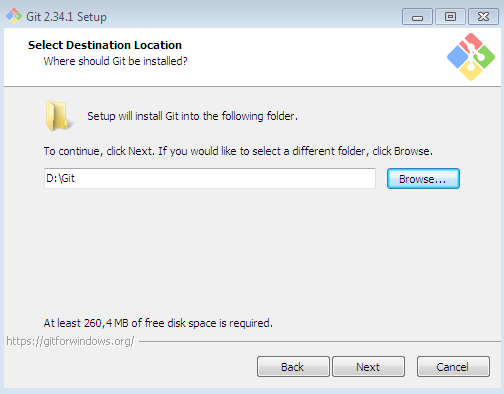 Git 2.34.1 Setup
Select Destination Location
Where should Git be installed?
Setup will install Git into the following folder.
To continue, click Next. If you would like to select a different folder, click Browse.
D:\Git
Browse...
At least 260,4 MB of free disk space is required.
https://gitforwindows.org/
Back
Next
Cancel